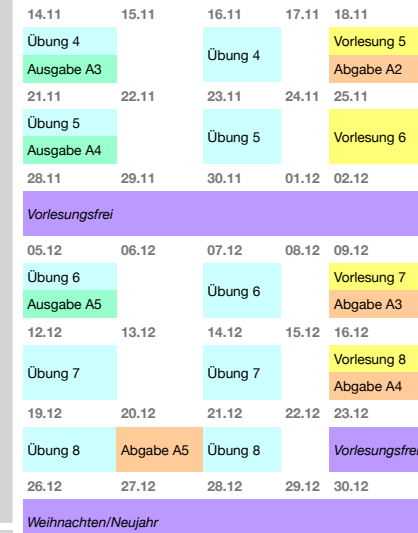 14.11 15.11 16.11 17.11 18.11
Übung 4 Übung 4 Vorlesung 5
Ausgabe A3 Abgabe A2
21.11 22.11 23.11 24.11 25.11
Übung 5 Übung 5 Vorlesung 6
Ausgabe A4
28.11 29.11 30.11 01.12 02.12
Vorlesungsfrei
05.12 06.12 07.12 08.12 09.12
Übung 6 Übung 6 Vorlesung 7
Ausgabe A5 Abgabe A3
12.12 13.12 14.12 15.12 16.12
Übung 7 Übung 7 Vorlesung 8
Abgabe A4
19.12 20.12 21.12 22.12 23.12
Übung 8 Abgabe A5 Übung 8 Vorlesungsfrei
26.12 27.12 28.12 29.12 30.12
Weihnachten/Neujahr